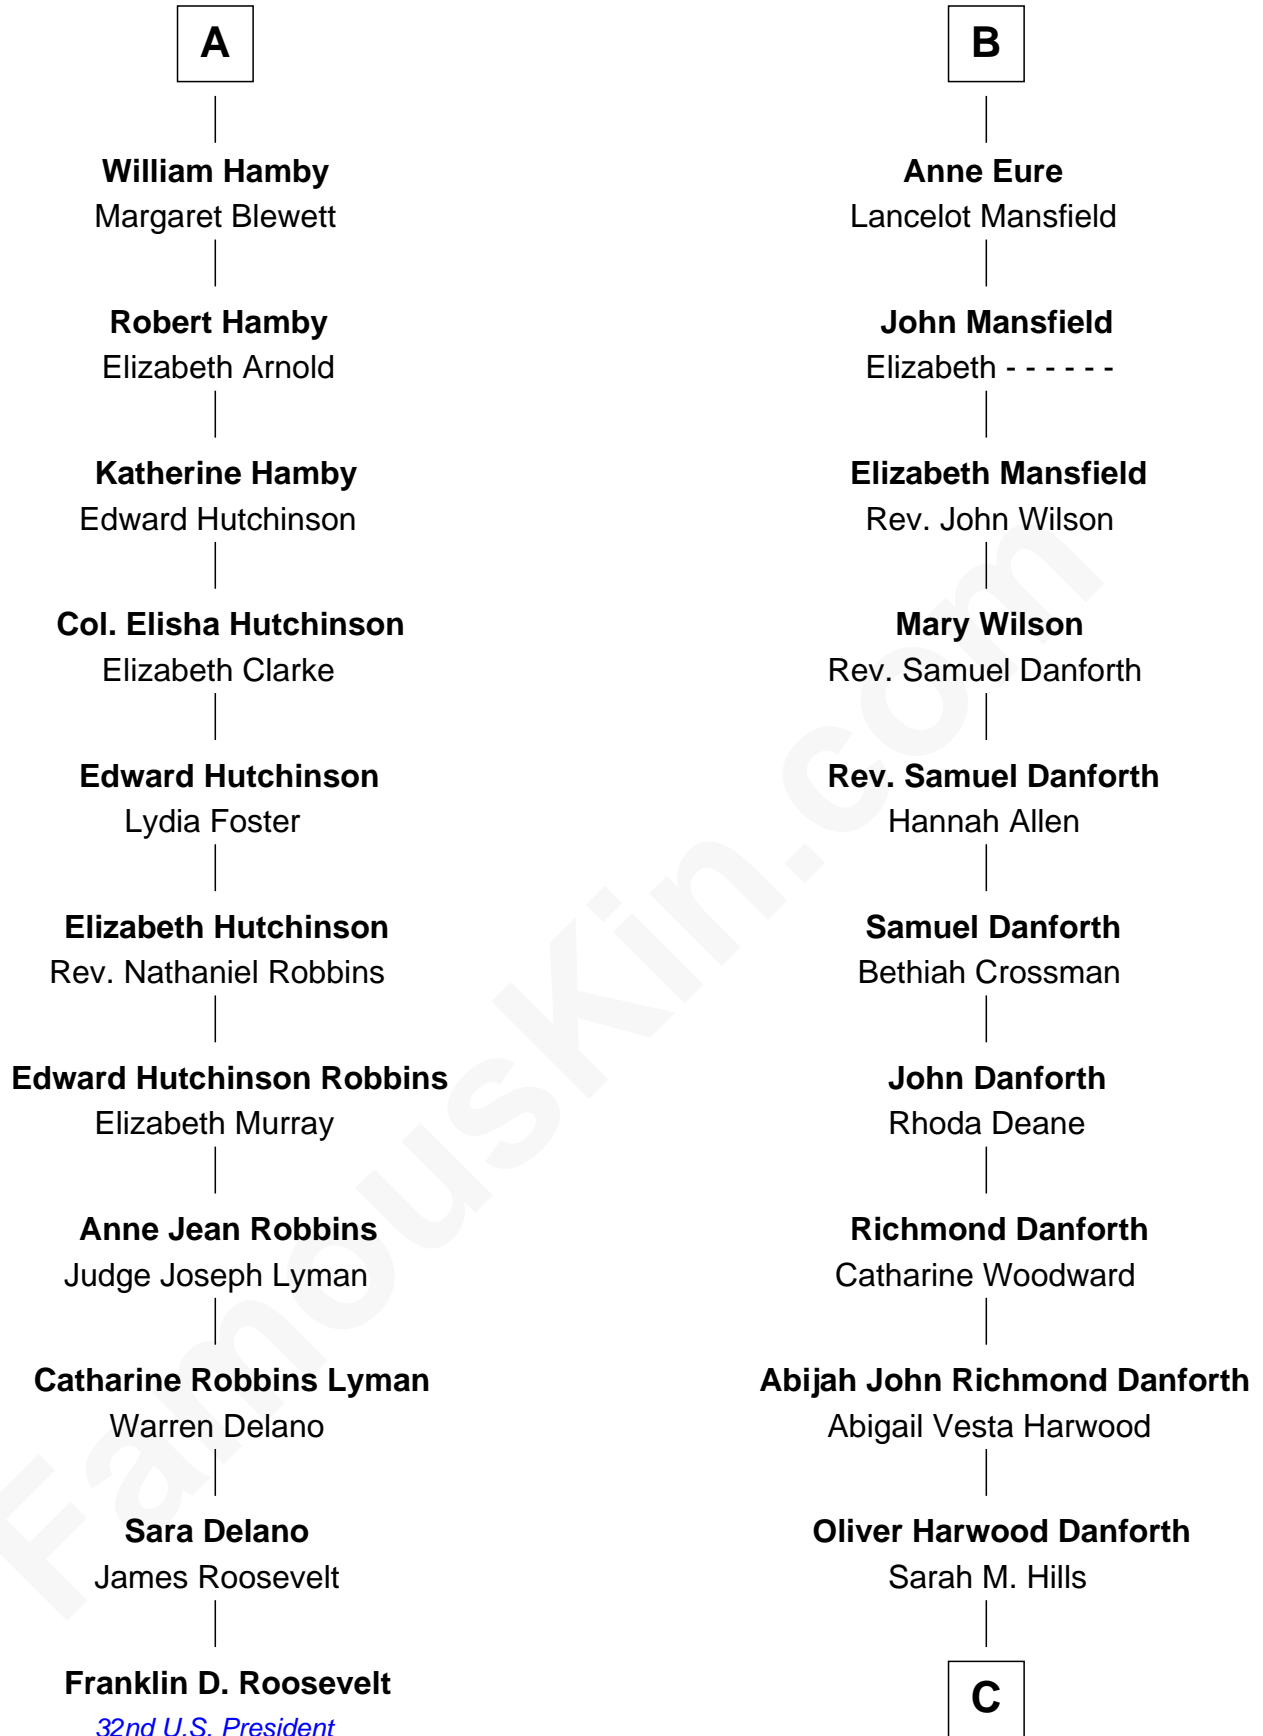 A
William Hamby
Margaret Blewett
Robert Hamby
Elizabeth Arnold
Katherine Hamby
Edward Hutchinson
Col. Elisha Hutchinson
Elizabeth Clarke
Edward Hutchinson
Lydia Foster
Elizabeth Hutchinson
Rev. Nathaniel Robbins
Edward Hutchinson Robbins
Elizabeth Murray
Anne Jean Robbins
Judge Joseph Lyman
Catharine Robbins Lyman
Warren Delano
Sara Delano
James Roosevelt
Franklin D. Roosevelt
32nd U.S. President
B
Anne Eure
Lancelot Mansfield
John Mansfield
Elizabeth - - - - - -
Elizabeth Mansfield
Rev. John Wilson
Mary Wilson
Rev. Samuel Danforth
Rev. Samuel Danforth
Hannah Allen
Samuel Danforth
Bethiah Crossman
John Danforth
Rhoda Deane
Richmond Danforth
Catharine Woodward
Abijah John Richmond Danforth
Abigail Vesta Harwood
Oliver Harwood Danforth
Sarah M. Hills
C
FamousKin.com